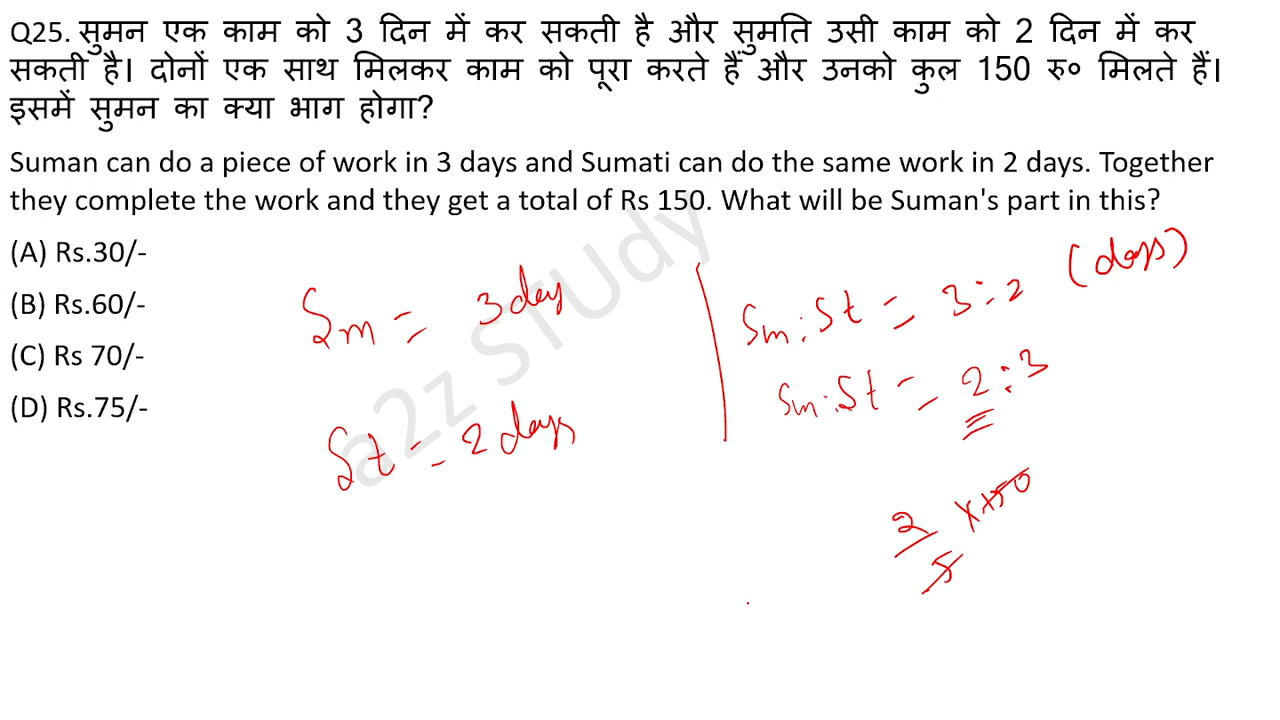 Q25. सुमन एक काम को 3 दिन में कर सकती है और सुमति उसी काम को 2 दिन में कर
सकती है। दोनों एक साथ मिलकर काम को पूरा करते हैं और उनको कुल 150 रु० मिलते हैं।
इसमें सुमन का क्या भाग होगा?
Suman can do a piece of work in 3 days and Sumati can do the same work in 2 days. Together
they complete the work and they get a total of Rs 150. What will be Suman's part in this?
(A) Rs.30/-
(B) Rs.60/-
(C) Rs 70/-
(D) Rs.75/-
a2z STUdy
Sm = 3 day
St = 2 days
Sm : St = 3 : 2 (days)
Sm : St = 2 : 3
2/5 x 150